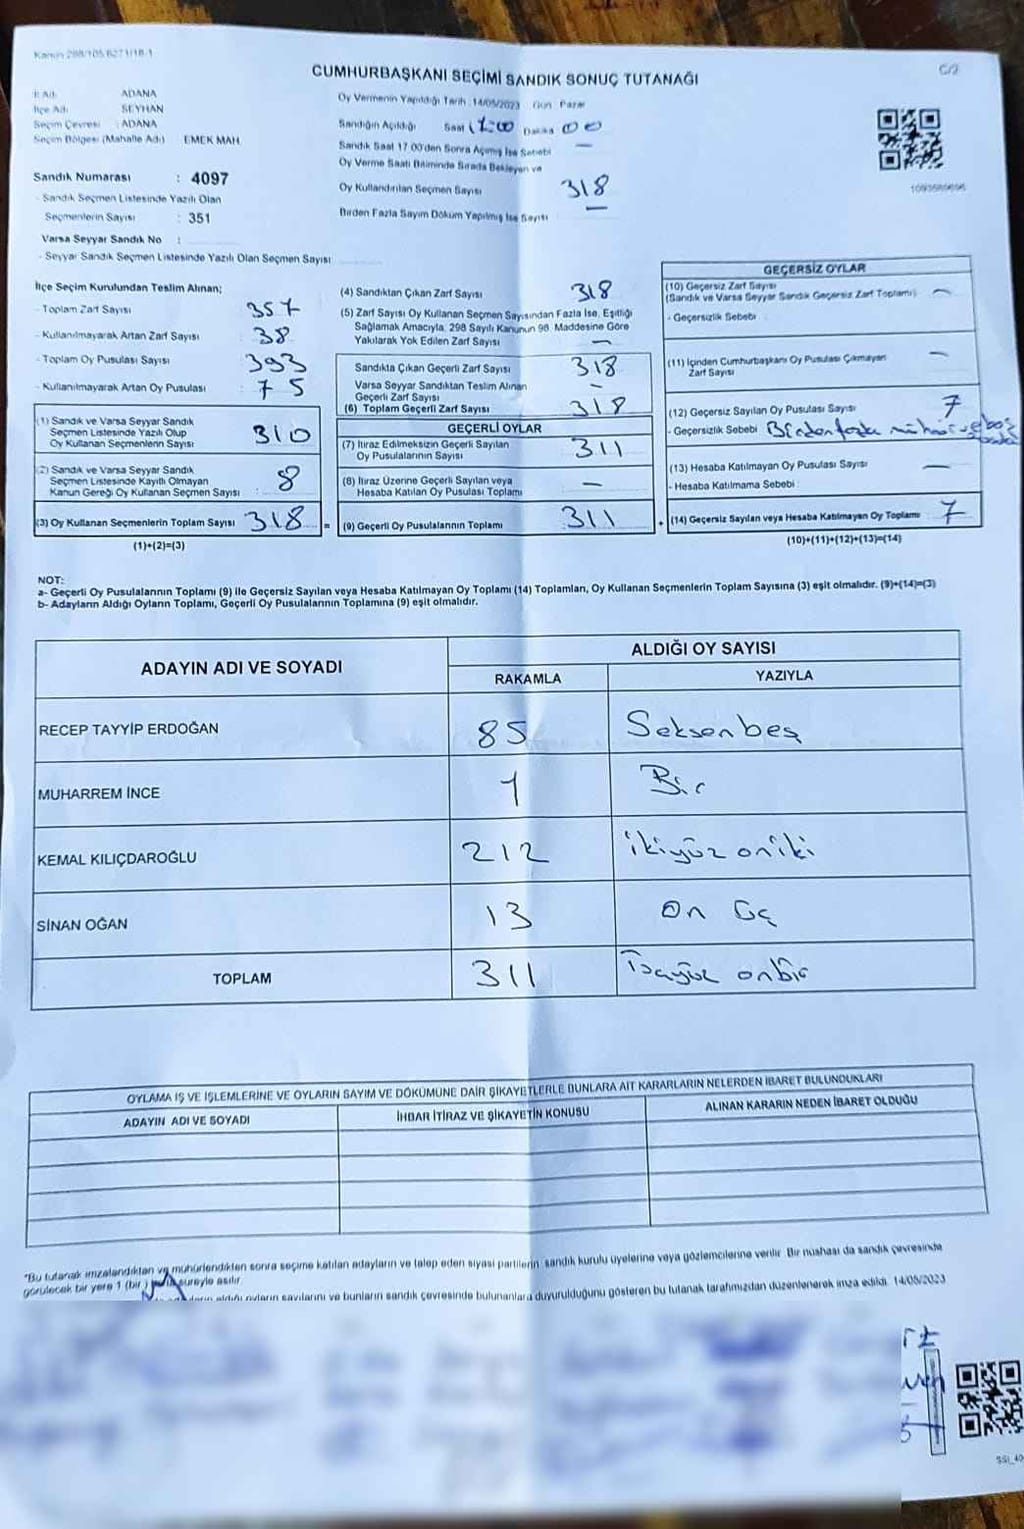 Kanun 298/105 6271/18-1
C/2
CUMHURBAŞKANI SEÇİMİ SANDIK SONUÇ TUTANAĞI
İl Adı ADANA
İlçe Adı SEYHAN
Seçim Çevresi : ADANA
Seçim Bölgesi (Mahalle Adı) EMEK MAH
Sandık Numarası : 4097
- Sandık Seçmen Listesinde Yazılı Olan
Seçmenlerin Sayısı : 351
Varsa Seyyar Sandık No :
- Seyyar Sandık Seçmen Listesinde Yazılı Olan Seçmen Sayısı
Oy Vermenin Yapıldığı Tarih : 14/05/2023 Gün : Pazar
Sandığın Açıldığı Saat 17:00 Dakika 00
Sandık Saat 17.00'den Sonra Açılmış İse Sebebi —
Oy Verme Saati Bitiminde Sırada Bekleyen ve
Oy Kullandırılan Seçmen Sayısı 318
Birden Fazla Sayım Döküm Yapılmış İse Sayısı —
1093589696
İlçe Seçim Kurulundan Teslim Alınan;
- Toplam Zarf Sayısı 357
- Kullanılmayarak Artan Zarf Sayısı 38
- Toplam Oy Pusulası Sayısı 393
- Kullanılmayarak Artan Oy Pusulası 75
(1) Sandık ve Varsa Seyyar Sandık
Seçmen Listesinde Yazılı Olup
Oy Kullanan Seçmenlerin Sayısı 310
(2) Sandık ve Varsa Seyyar Sandık
Seçmen Listesinde Kayıtlı Olmayan
Kanun Gereği Oy Kullanan Seçmen Sayısı : 8
(3) Oy Kullanan Seçmenlerin Toplam Sayısı 318 =
(1)+(2)=(3)
(4) Sandıktan Çıkan Zarf Sayısı 318
(5) Zarf Sayısı Oy Kullanan Seçmen Sayısından Fazla İse, Eşitliği
Sağlamak Amacıyla, 298 Sayılı Kanunun 98. Maddesine Göre
Yakılarak Yok Edilen Zarf Sayısı —
Sandıkta Çıkan Geçerli Zarf Sayısı 318
Varsa Seyyar Sandıktan Teslim Alınan
Geçerli Zarf Sayısı —
(6) Toplam Geçerli Zarf Sayısı 318
GEÇERLİ OYLAR
(7) İtiraz Edilmeksizin Geçerli Sayılan
Oy Pusulalarının Sayısı 311
(8) İtiraz Üzerine Geçerli Sayılan veya
Hesaba Katılan Oy Pusulası Toplamı —
(9) Geçerli Oy Pusulalarının Toplamı 311 +
GEÇERSİZ OYLAR
(10) Geçersiz Zarf Sayısı —
(Sandık ve Varsa Seyyar Sandık Geçersiz Zarf Toplamı)
- Geçersizlik Sebebi
(11) İçinden Cumhurbaşkanı Oy Pusulası Çıkmayan —
Zarf Sayısı
(12) Geçersiz Sayılan Oy Pusulası Sayısı 7
- Geçersizlik Sebebi Birden fazla mühür ve boş
(13) Hesaba Katılmayan Oy Pusulası Sayısı —
- Hesaba Katılmama Sebebi
(14) Geçersiz Sayılan veya Hesaba Katılmayan Oy Toplamı 7
(10)+(11)+(12)+(13)=(14)
NOT:
a- Geçerli Oy Pusulalarının Toplamı (9) ile Geçersiz Sayılan veya Hesaba Katılmayan Oy Toplamı (14) Toplamları, Oy Kullanan Seçmenlerin Toplam Sayısına (3) eşit olmalıdır. (9)+(14)=(3)
b- Adayların Aldığı Oyların Toplamı, Geçerli Oy Pusulalarının Toplamına (9) eşit olmalıdır.
ADAYIN ADI VE SOYADI ALDIĞI OY SAYISI
RAKAMLA YAZIYLA
RECEP TAYYİP ERDOĞAN 85 Seksenbeş
MUHARREM İNCE 1 Bir
KEMAL KILIÇDAROĞLU 212 ikiyüz oniki
SİNAN OĞAN 13 On üç
TOPLAM 311 üçyüz onbir
OYLAMA İŞ VE İŞLEMLERİNE VE OYLARIN SAYIM VE DÖKÜMÜNE DAİR ŞİKAYETLERLE BUNLARA AİT KARARLARIN NELERDEN İBARET BULUNDUKLARI
ADAYIN ADI VE SOYADI İHBAR İTİRAZ VE ŞİKAYETİN KONUSU ALINAN KARARIN NEDEN İBARET OLDUĞU
*Bu tutanak imzalandıktan ve mühürlendikten sonra seçime katılan adayların ve talep eden siyasi partilerin sandık kurulu üyelerine veya gözlemcilerine verilir. Bir nüshası da sandık çevresinde
görülecek bir yere 1 (bir) süreyle asılır.
aldığı oyların sayılarını ve bunların sandık çevresinde bulunanlara duyurulduğunu gösteren bu tutanak tarafımızdan düzenlenerek imza edildi. 14/05/2023